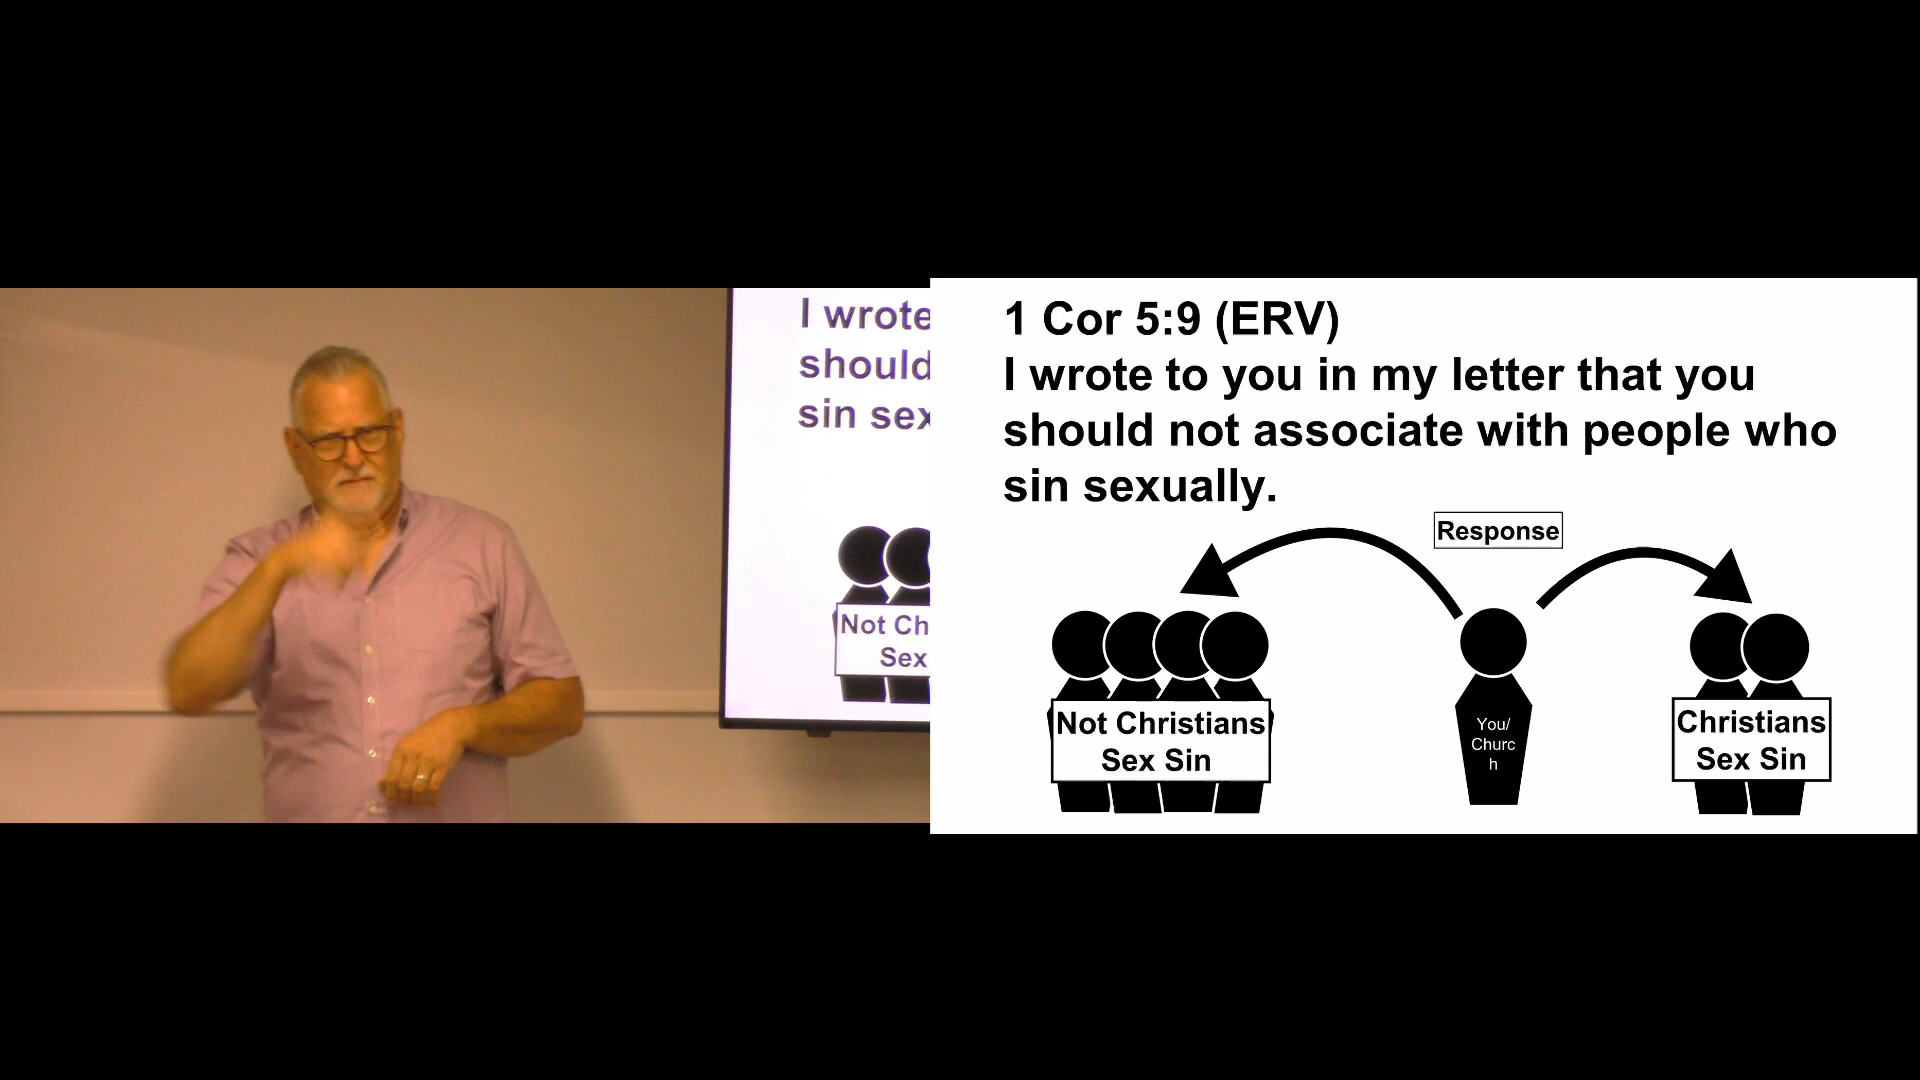 I wrote
should
sin sex
Not Ch
Sex
1 Cor 5:9 (ERV)
I wrote to you in my letter that you
should not associate with people who
sin sexually.
Response
Not Christians
Sex Sin
You/
Churc
h
Christians
Sex Sin